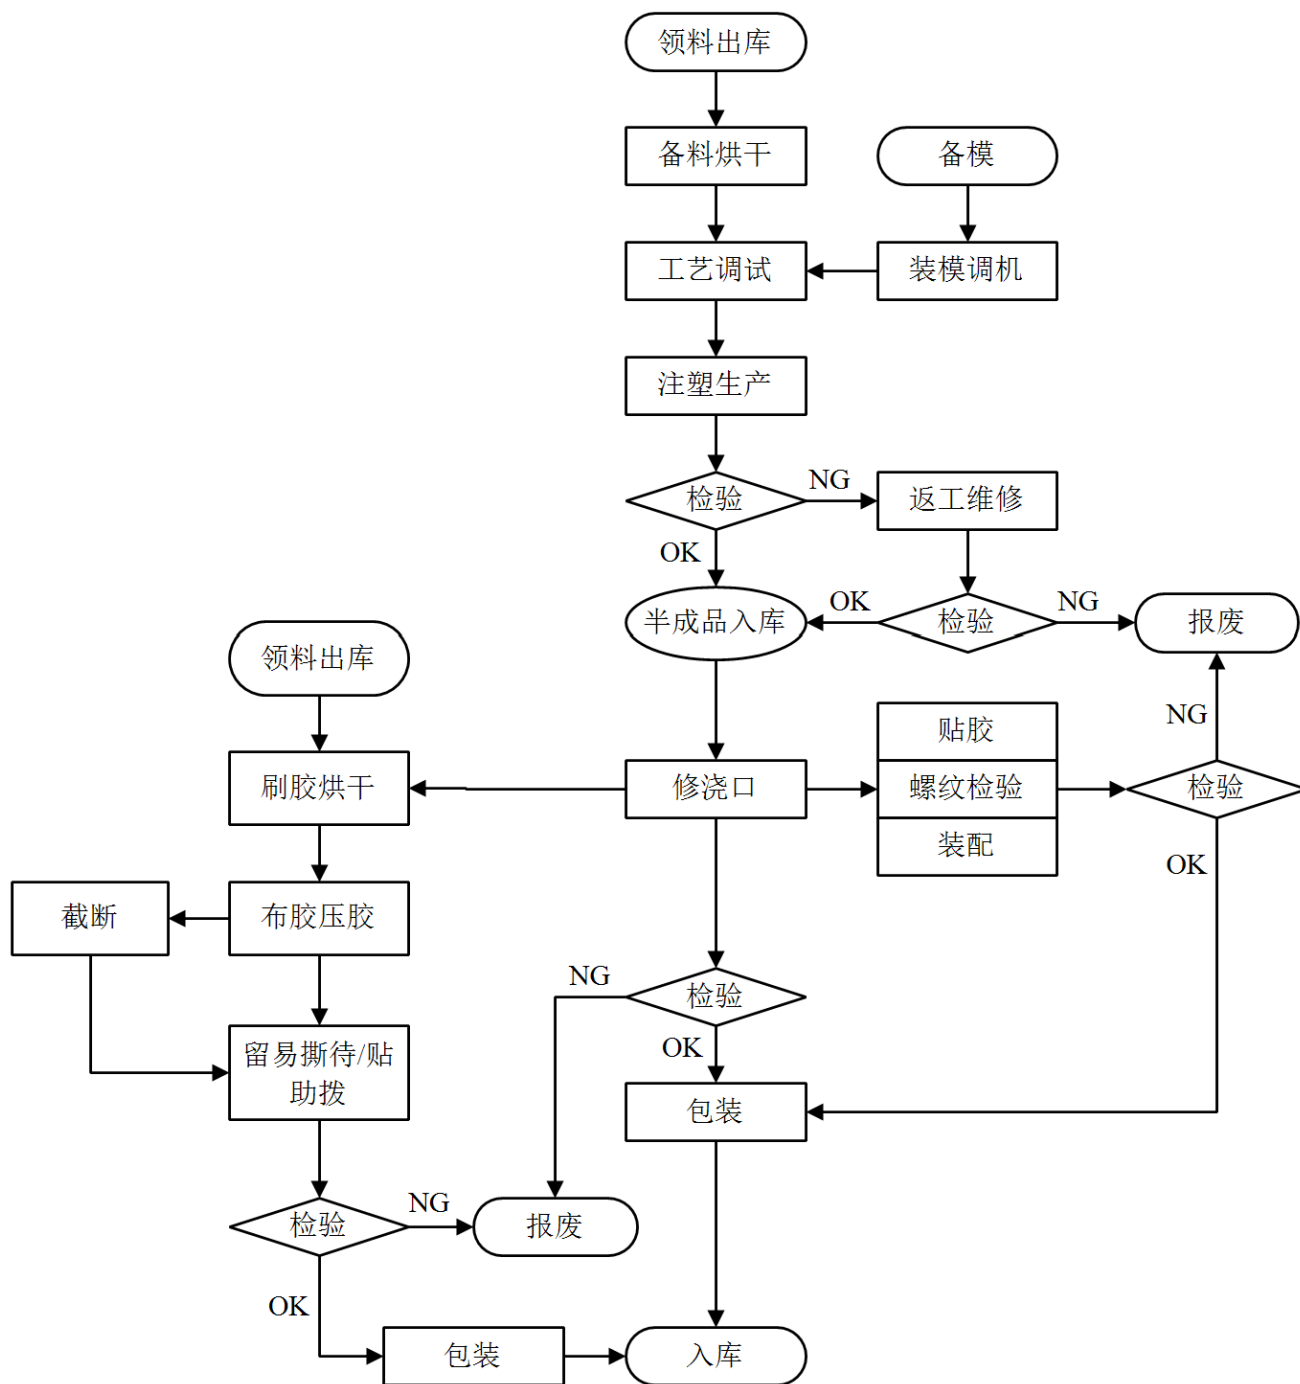 领料出库
备料烘干
备模
工艺调试
装模调机
注塑生产
检验
NG
返工维修
OK
半成品入库
OK
检验
NG
报废
领料出库
NG
贴胶
刷胶烘干
修浇口
螺纹检验
检验
装配
OK
截断
布胶压胶
NG
检验
OK
留易撕待/贴
助拨
包装
检验
NG
报废
OK
包装
入库